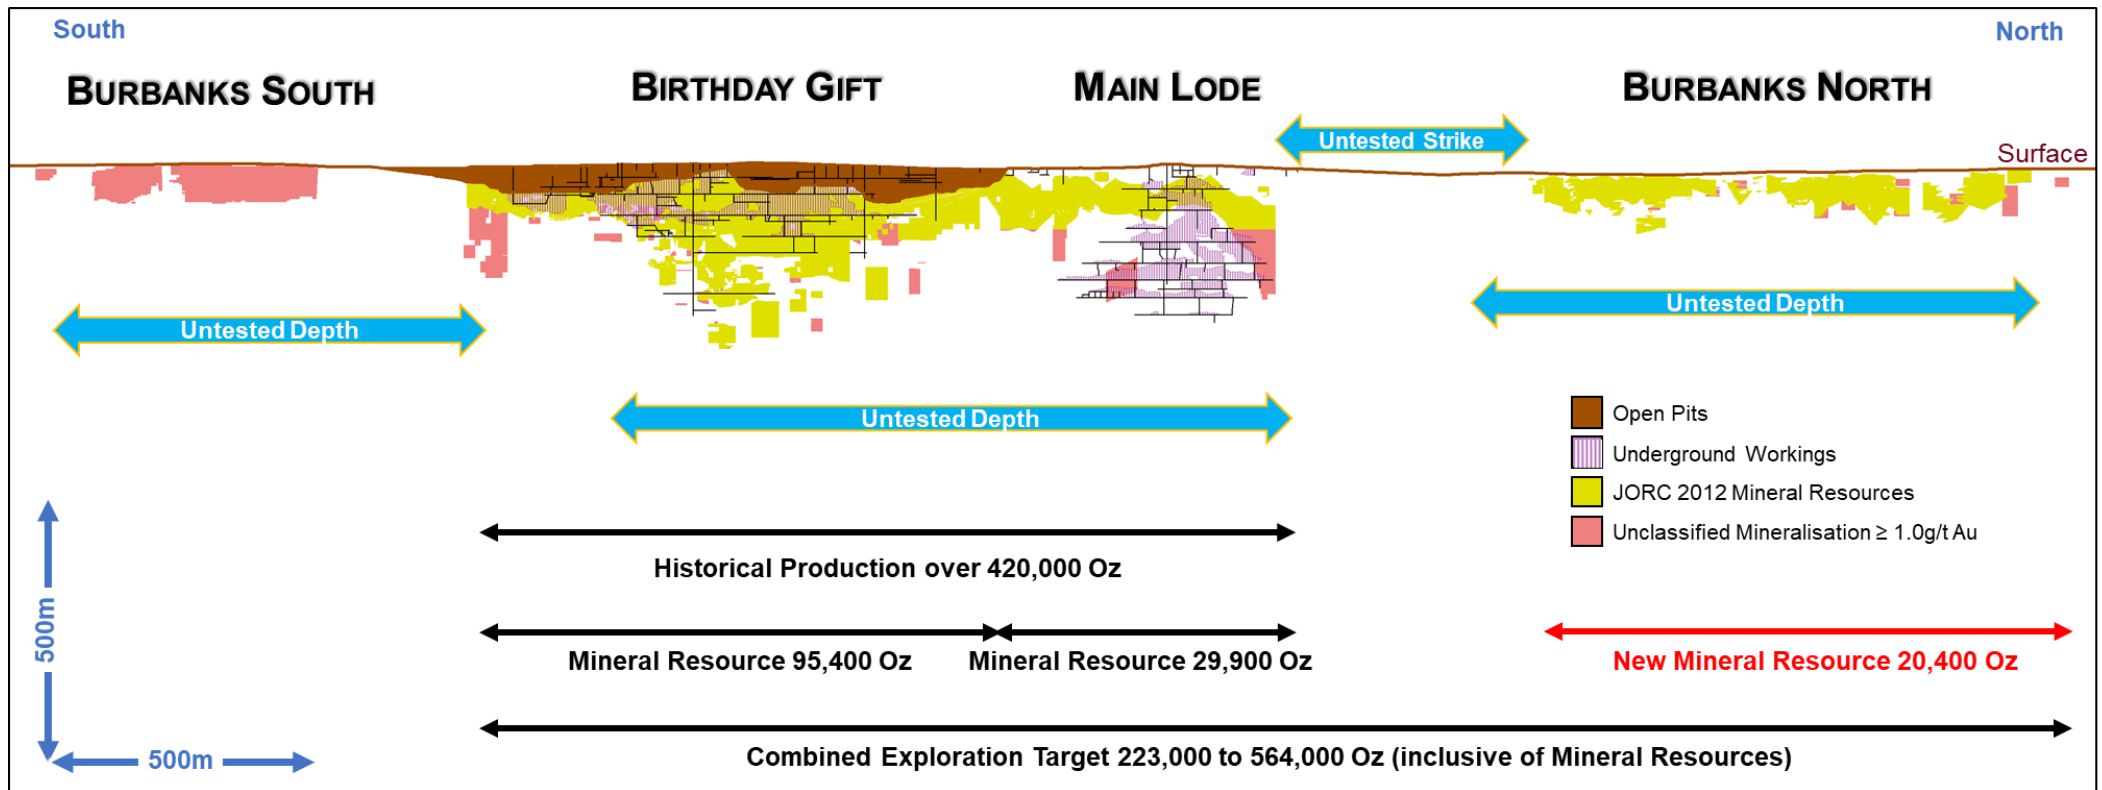 South
North
BURBANKS SOUTH
BIRTHDAY GIFT
MAIN LODE
BURBANKS NORTH
Untested Strike
Surface
Untested Depth
Untested Depth
Untested Depth
Open Pits
Underground Workings
JORC 2012 Mineral Resources
Unclassified Mineralisation ≥ 1.0g/t Au
Historical Production over 420,000 Oz
500m
Mineral Resource 95,400 Oz
Mineral Resource 29,900 Oz
New Mineral Resource 20,400 Oz
500m
Combined Exploration Target 223,000 to 564,000 Oz (inclusive of Mineral Resources)